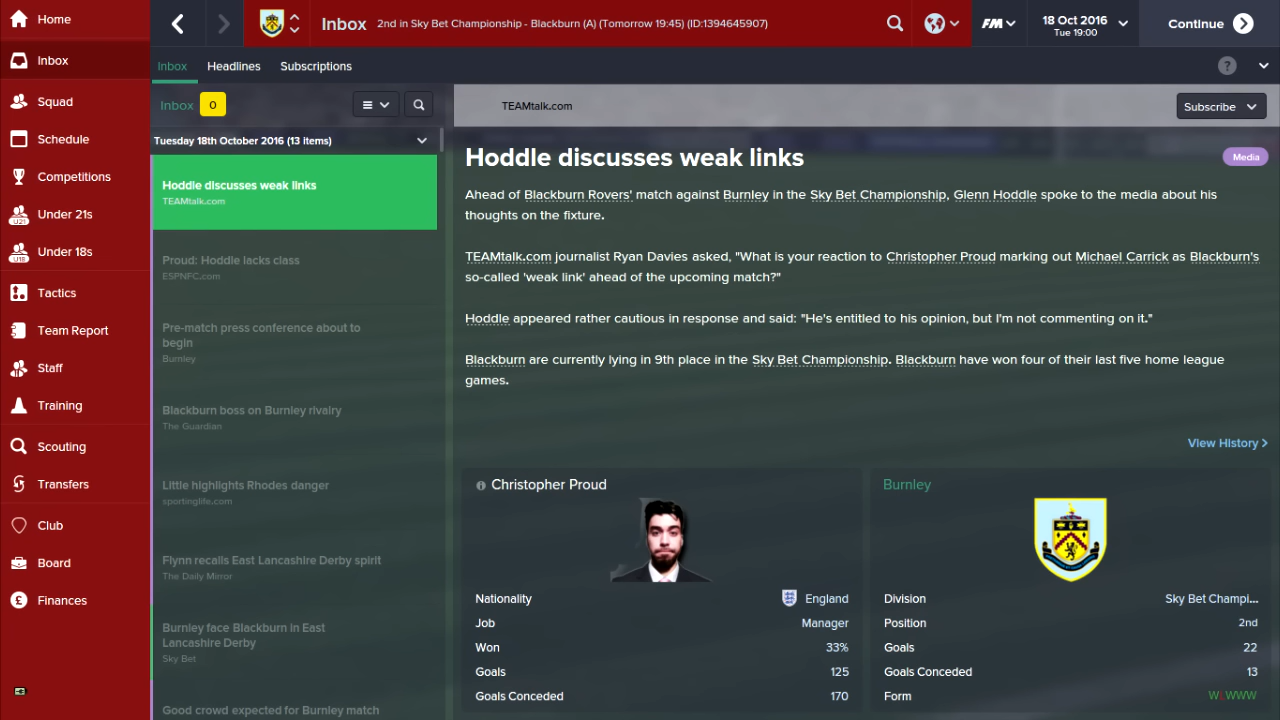 Home
Inbox
2nd in Sky Bet Championship - Blackburn (A) (Tomorrow 19:45) (ID:1394645907)
FM
18 Oct 2016
Tue 19:00
Continue
Inbox
Inbox
Headlines
Subscriptions
?
Squad
Schedule
Competitions
Under 21s
U21
Under 18s
U18
Tactics
Team Report
Staff
Training
Scouting
Transfers
Club
Board
£
Finances
Inbox
0
Tuesday 18th October 2016 (13 items)
Hoddle discusses weak links
TEAMtalk.com
Proud: Hoddle lacks class
ESPNFC.com
Pre-match press conference about to
begin
Burnley
Blackburn boss on Burnley rivalry
The Guardian
Little highlights Rhodes danger
sportinglife.com
Flynn recalls East Lancashire Derby spirit
The Daily Mirror
Burnley face Blackburn in East
Lancashire Derby
Sky Bet
Good crowd expected for Burnley match
TEAMtalk.com
Subscribe
Hoddle discusses weak links
Media
Ahead of Blackburn Rovers' match against Burnley in the Sky Bet Championship, Glenn Hoddle spoke to the media about his
thoughts on the fixture.
TEAMtalk.com journalist Ryan Davies asked, "What is your reaction to Christopher Proud marking out Michael Carrick as Blackburn's
so-called 'weak link' ahead of the upcoming match?"
Hoddle appeared rather cautious in response and said: "He's entitled to his opinion, but I'm not commenting on it."
Blackburn are currently lying in 9th place in the Sky Bet Championship. Blackburn have won four of their last five home league
games.
View History
Christopher Proud
Nationality England
Job Manager
Won 33%
Goals 125
Goals Conceded 170
Burnley
Division Sky Bet Champi...
Position 2nd
Goals 22
Goals Conceded 13
Form WLWWW